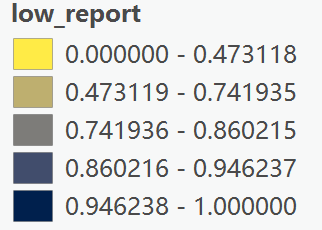 low_report
0.000000 - 0.473118
0.473119 - 0.741935
0.741936 - 0.860215
0.860216 - 0.946237
0.946238 - 1.000000